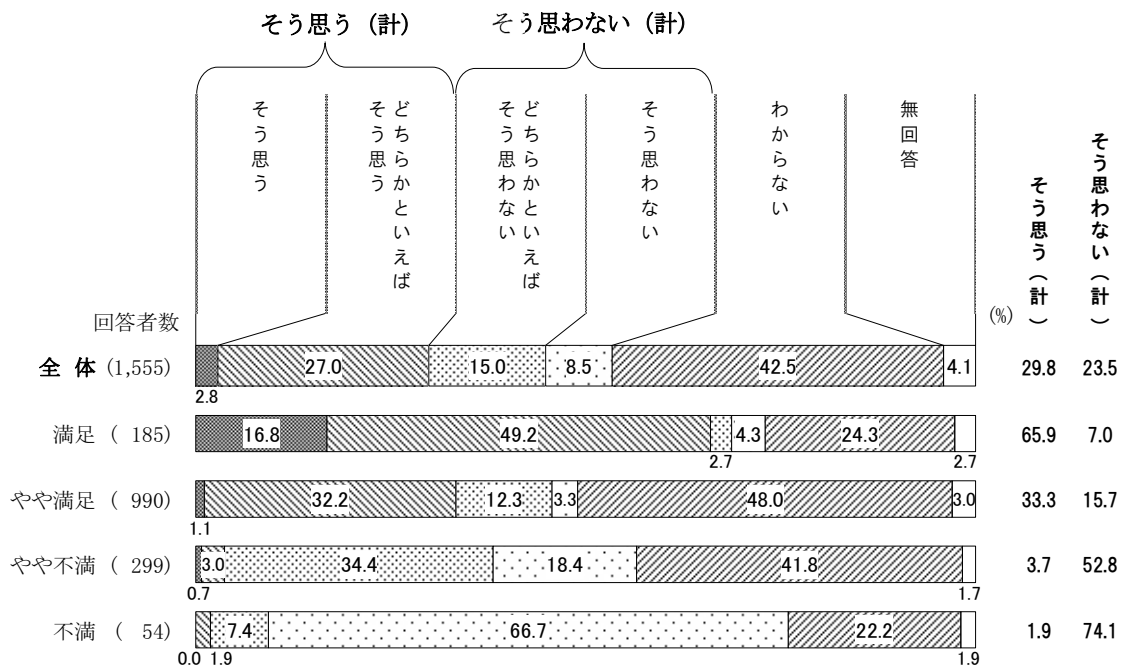 そう思う（計）
そう思わない（計）
そう思う
どちらかといえば
そう思う
どちらかといえば
そう思わない
そう思わない
わからない
無回答
そう思う（計）
そう思わない（計）
回答者数
(%)
全 体 (1,555) 27.0 15.0 8.5 42.5 4.1 29.8 23.5
2.8
満足 ( 185) 16.8 49.2 4.3 24.3 65.9 7.0
2.7 2.7
やや満足 ( 990) 32.2 12.3 3.3 48.0 3.0 33.3 15.7
1.1
やや不満 ( 299) 3.0 34.4 18.4 41.8 3.7 52.8
0.7 1.7
不満 ( 54) 7.4 66.7 22.2 1.9 74.1
0.0 1.9 1.9